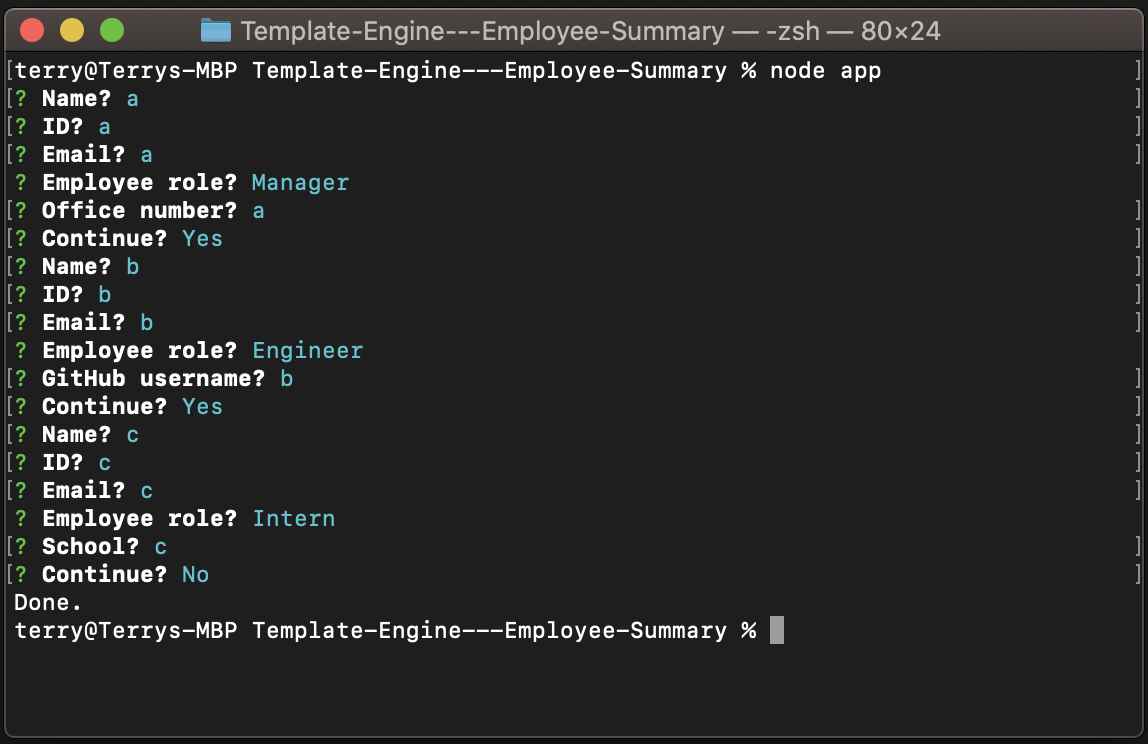 Template-Engine---Employee-Summary — -zsh — 80×24
[terry@Terrys-MBP Template-Engine---Employee-Summary % node app ]
[? Name? a ]
[? ID? a ]
[? Email? a ]
? Employee role? Manager
[? Office number? a ]
[? Continue? Yes ]
[? Name? b ]
[? ID? b ]
[? Email? b ]
? Employee role? Engineer
[? GitHub username? b ]
[? Continue? Yes ]
[? Name? c ]
[? ID? c ]
[? Email? c ]
? Employee role? Intern
[? School? c ]
[? Continue? No ]
Done.
terry@Terrys-MBP Template-Engine---Employee-Summary %